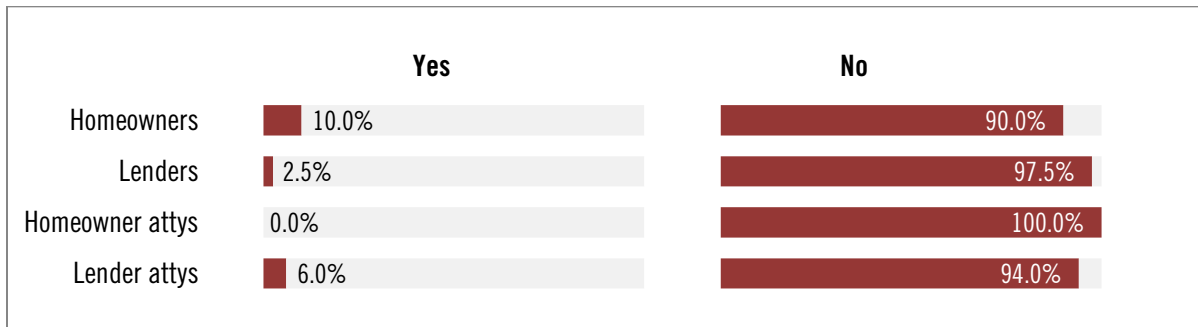 Yes No
Homeowners 10.0% 90.0%
Lenders 2.5% 97.5%
Homeowner attys 0.0% 100.0%
Lender attys 6.0% 94.0%